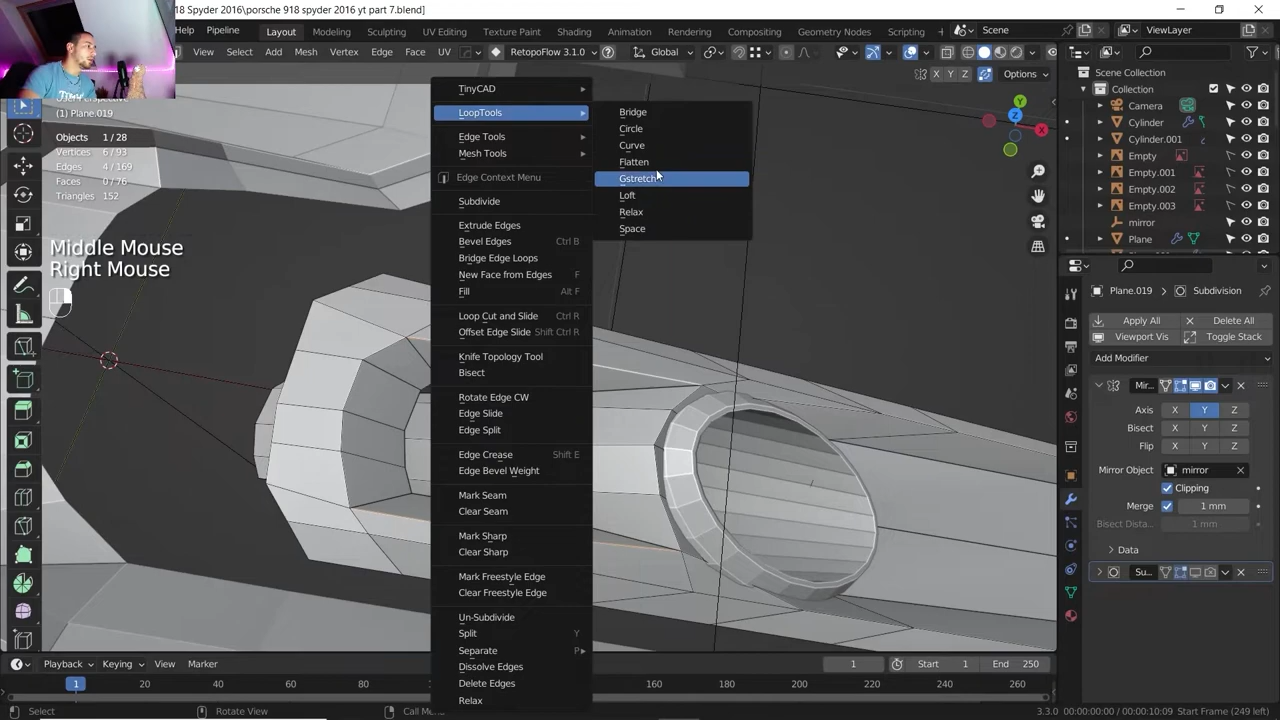 18 Spyder 2016\porsche 918 spyder 2016 yt part 7.blend]
Pipeline Help Layout Modeling Sculpting UV Editing Texture Paint Shading Animation Rendering Compositing Geometry Nodes Scripting Scene ViewLayer
View Select Add Mesh Vertex Edge Face UV RetopoFlow 3.1.0 Global
X Y Z Options
(1) Plane.019
Objects 1/28
Vertices 6/93
Edges 4/169
Faces 0/76
Triangles 152
Middle Mouse
Right Mouse
TinyCAD
LoopTools
Edge Tools
Mesh Tools
Edge Context Menu
Subdivide
Extrude Edges
Bevel Edges Ctrl B
Bridge Edge Loops
New Face from Edges F
Fill Alt F
Loop Cut and Slide Ctrl R
Offset Edge Slide Shift Ctrl R
Knife Topology Tool
Bisect
Rotate Edge CW
Edge Slide
Edge Split
Edge Crease Shift E
Edge Bevel Weight
Mark Seam
Clear Seam
Mark Sharp
Clear Sharp
Mark Freestyle Edge
Clear Freestyle Edge
Un-Subdivide
Split Y
Separate P
Dissolve Edges
Delete Edges
Relax
Bridge
Circle
Curve
Flatten
Gstretch
Loft
Relax
Space
Y
Z
X
Scene Collection
Collection
Camera
Cylinder
Cylinder.001
Empty
Empty.001
Empty.002
Empty.003
mirror
Plane
Plane.019 Subdivision
Apply All Delete All
Viewport Vis Toggle Stack
Add Modifier
Mir..
Axis X Y Z
Bisect X Y Z
Flip X Y Z
Mirror Object mirror
Clipping
Merge 1 mm
Bisect Dista.. 1 mm
Data
Su...
Playback Keying View Marker 1 Start 1 End 250
1 20 40 60 80 100 120 140 160 180 200 220 240 260
Select Rotate View Call Menu 3.3.0 00:00:00:00 / 00:00:10:09 Start Frame (249 left)